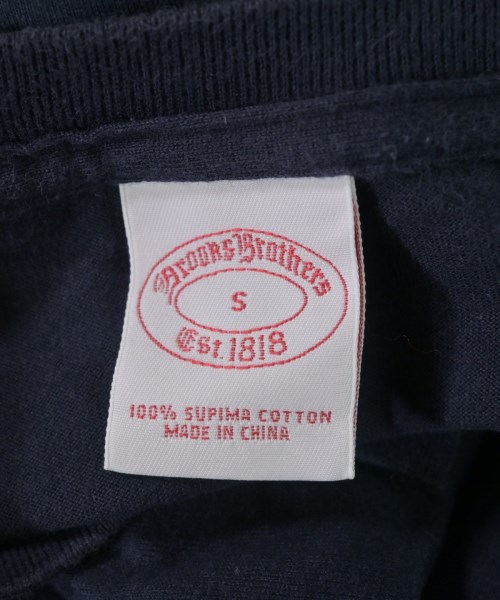 Brooks Brothers
S
Est. 1818
100% SUPIMA COTTON
MADE IN CHINA